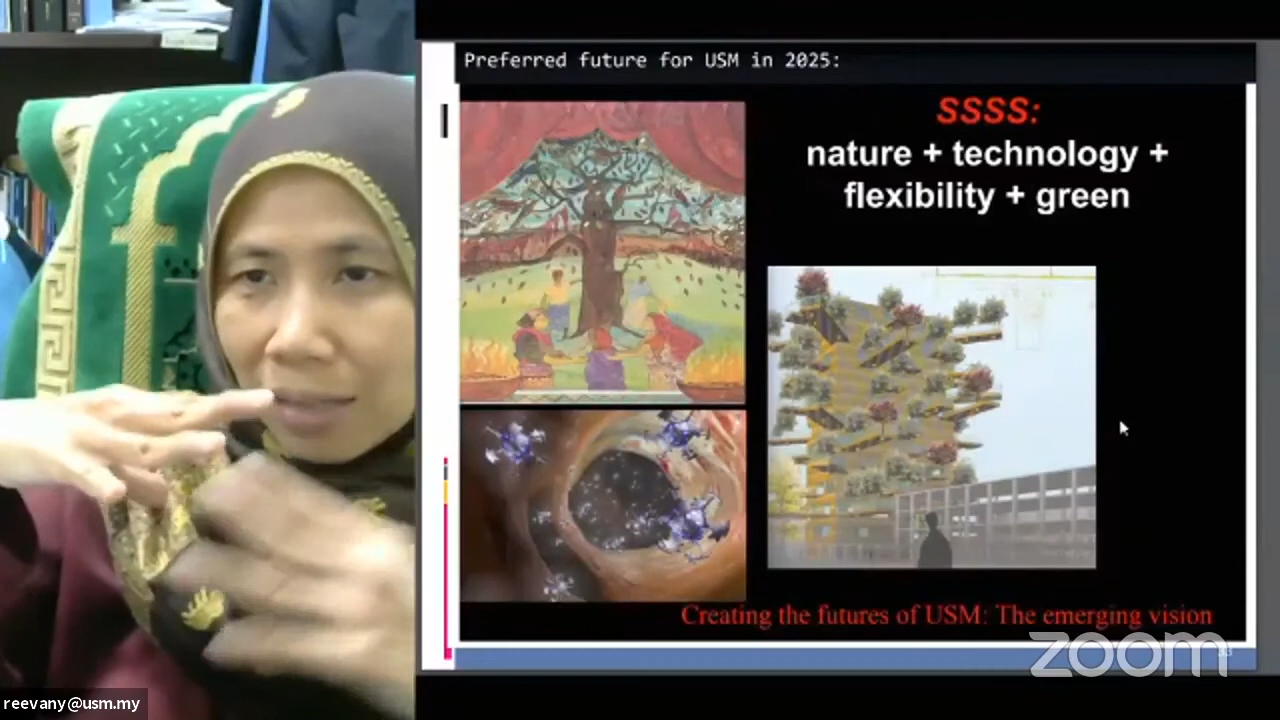 Preferred future for USM in 2025:
SSSS:
nature + technology +
flexibility + green
Creating the futures of USM: The emerging vision
33
zoom
reevany@usm.my